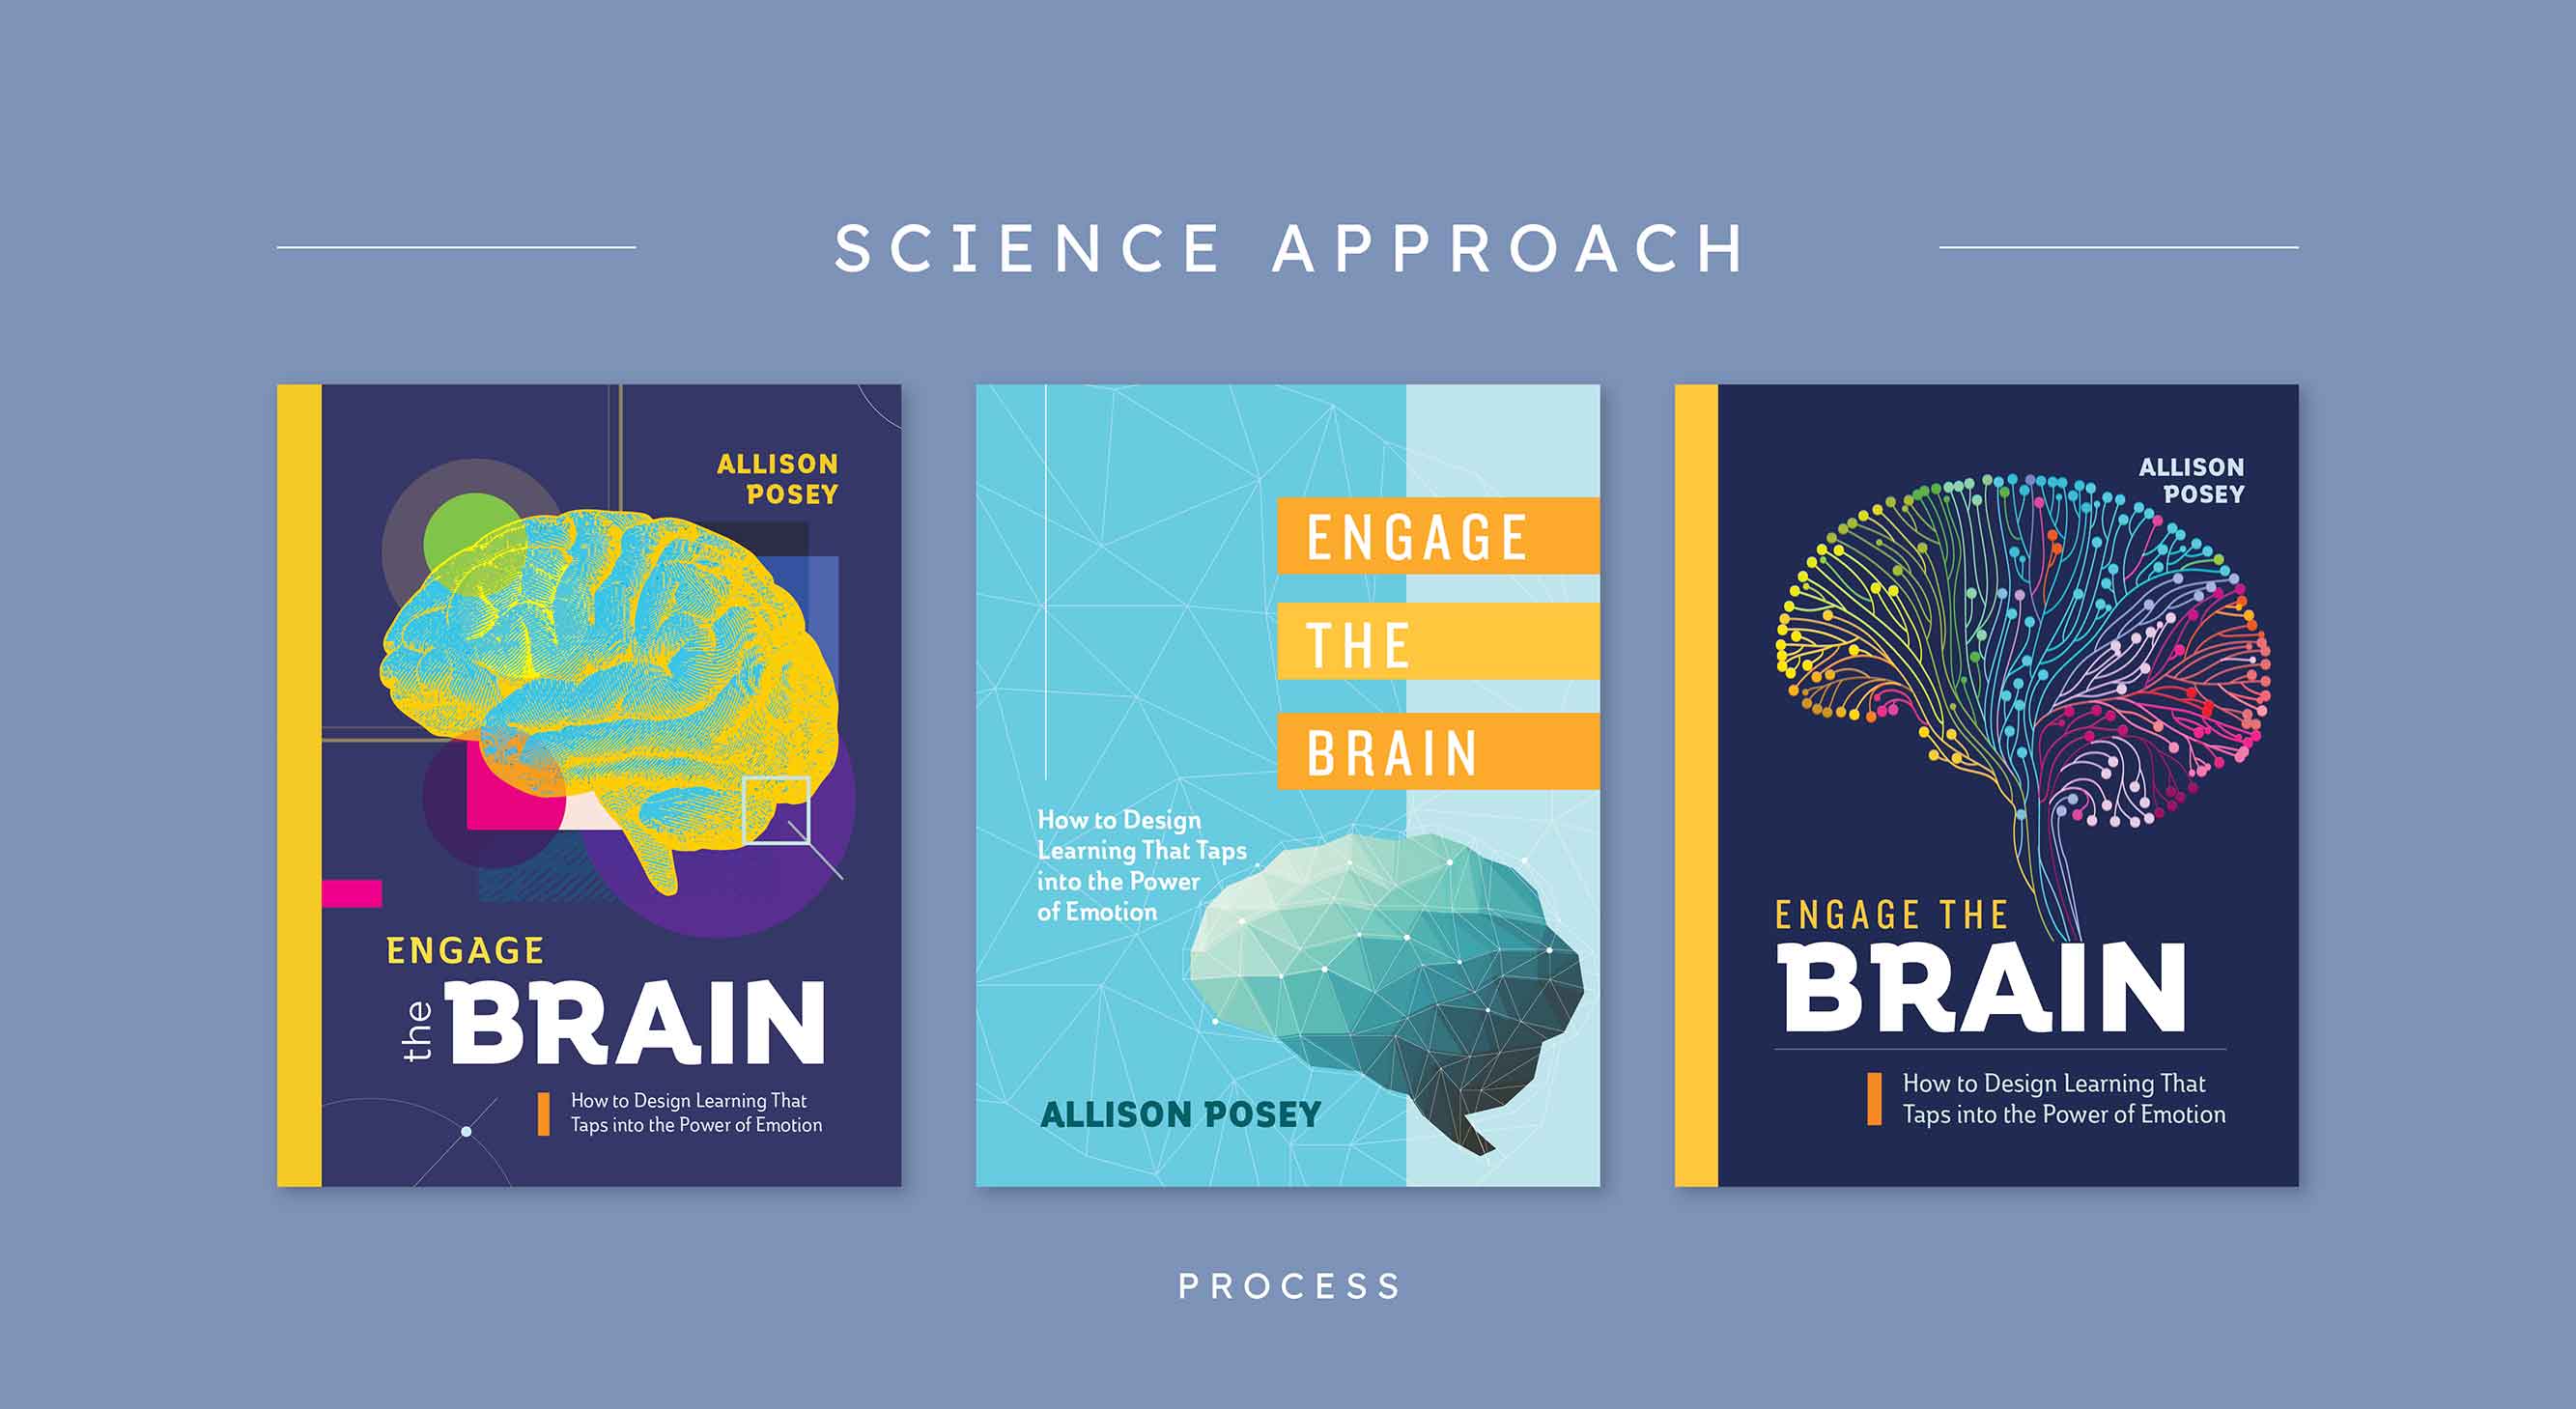 SCIENCE APPROACH
ALLISON
POSEY
ENGAGE
the BRAIN
How to Design Learning That
Taps into the Power of Emotion
ENGAGE
THE
BRAIN
How to Design
Learning That Taps
into the Power
of Emotion
ALLISON POSEY
ALLISON
POSEY
ENGAGE THE
BRAIN
How to Design Learning That
Taps into the Power of Emotion
PROCESS